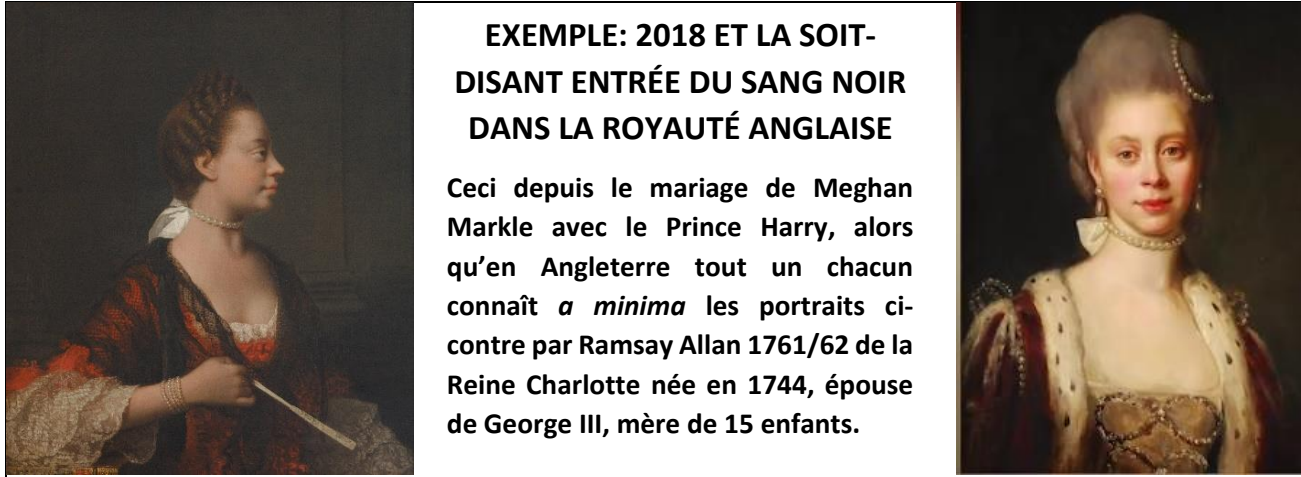 EXEMPLE: 2018 ET LA SOIT-
DISANT ENTRÉE DU SANG NOIR
DANS LA ROYAUTÉ ANGLAISE
Ceci depuis le mariage de Meghan
Markle avec le Prince Harry, alors
qu’en Angleterre tout un chacun
connaît a minima les portraits ci-
contre par Ramsay Allan 1761/62 de la
Reine Charlotte née en 1744, épouse
de George III, mère de 15 enfants.